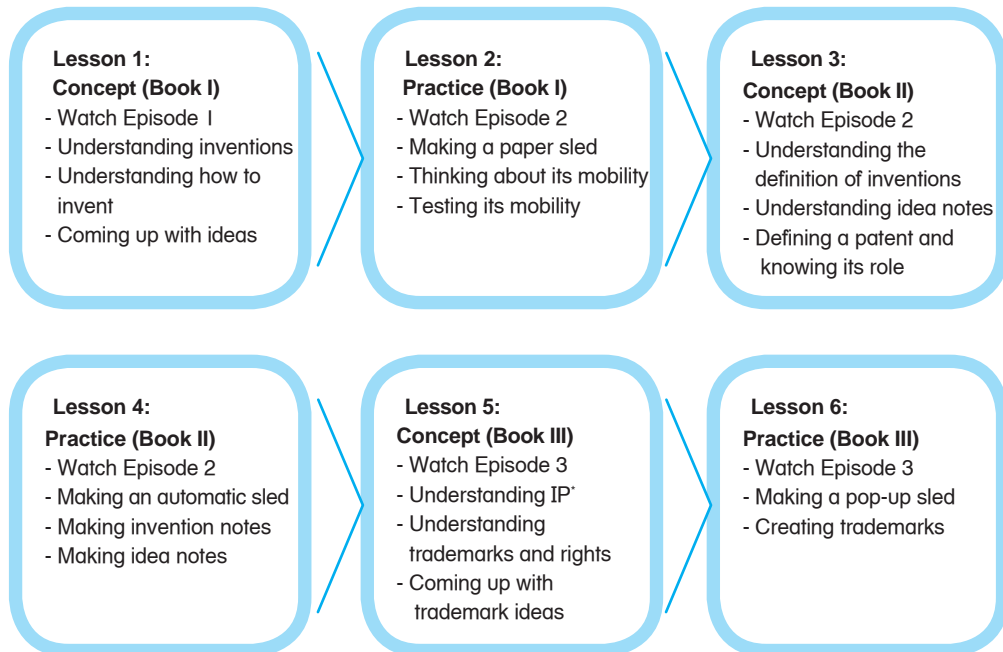 Lesson 1:
Concept (Book I)
- Watch Episode 1
- Understanding inventions
- Understanding how to
invent
- Coming up with ideas
Lesson 2:
Practice (Book I)
- Watch Episode 2
- Making a paper sled
- Thinking about its mobility
- Testing its mobility
Lesson 3:
Concept (Book II)
- Watch Episode 2
- Understanding the
definition of inventions
- Understanding idea notes
- Defining a patent and
knowing its role
Lesson 4:
Practice (Book II)
- Watch Episode 2
- Making an automatic sled
- Making invention notes
- Making idea notes
Lesson 5:
Concept (Book III)
- Watch Episode 3
- Understanding IP*
- Understanding
trademarks and rights
- Coming up with
trademark ideas
Lesson 6:
Practice (Book III)
- Watch Episode 3
- Making a pop-up sled
- Creating trademarks